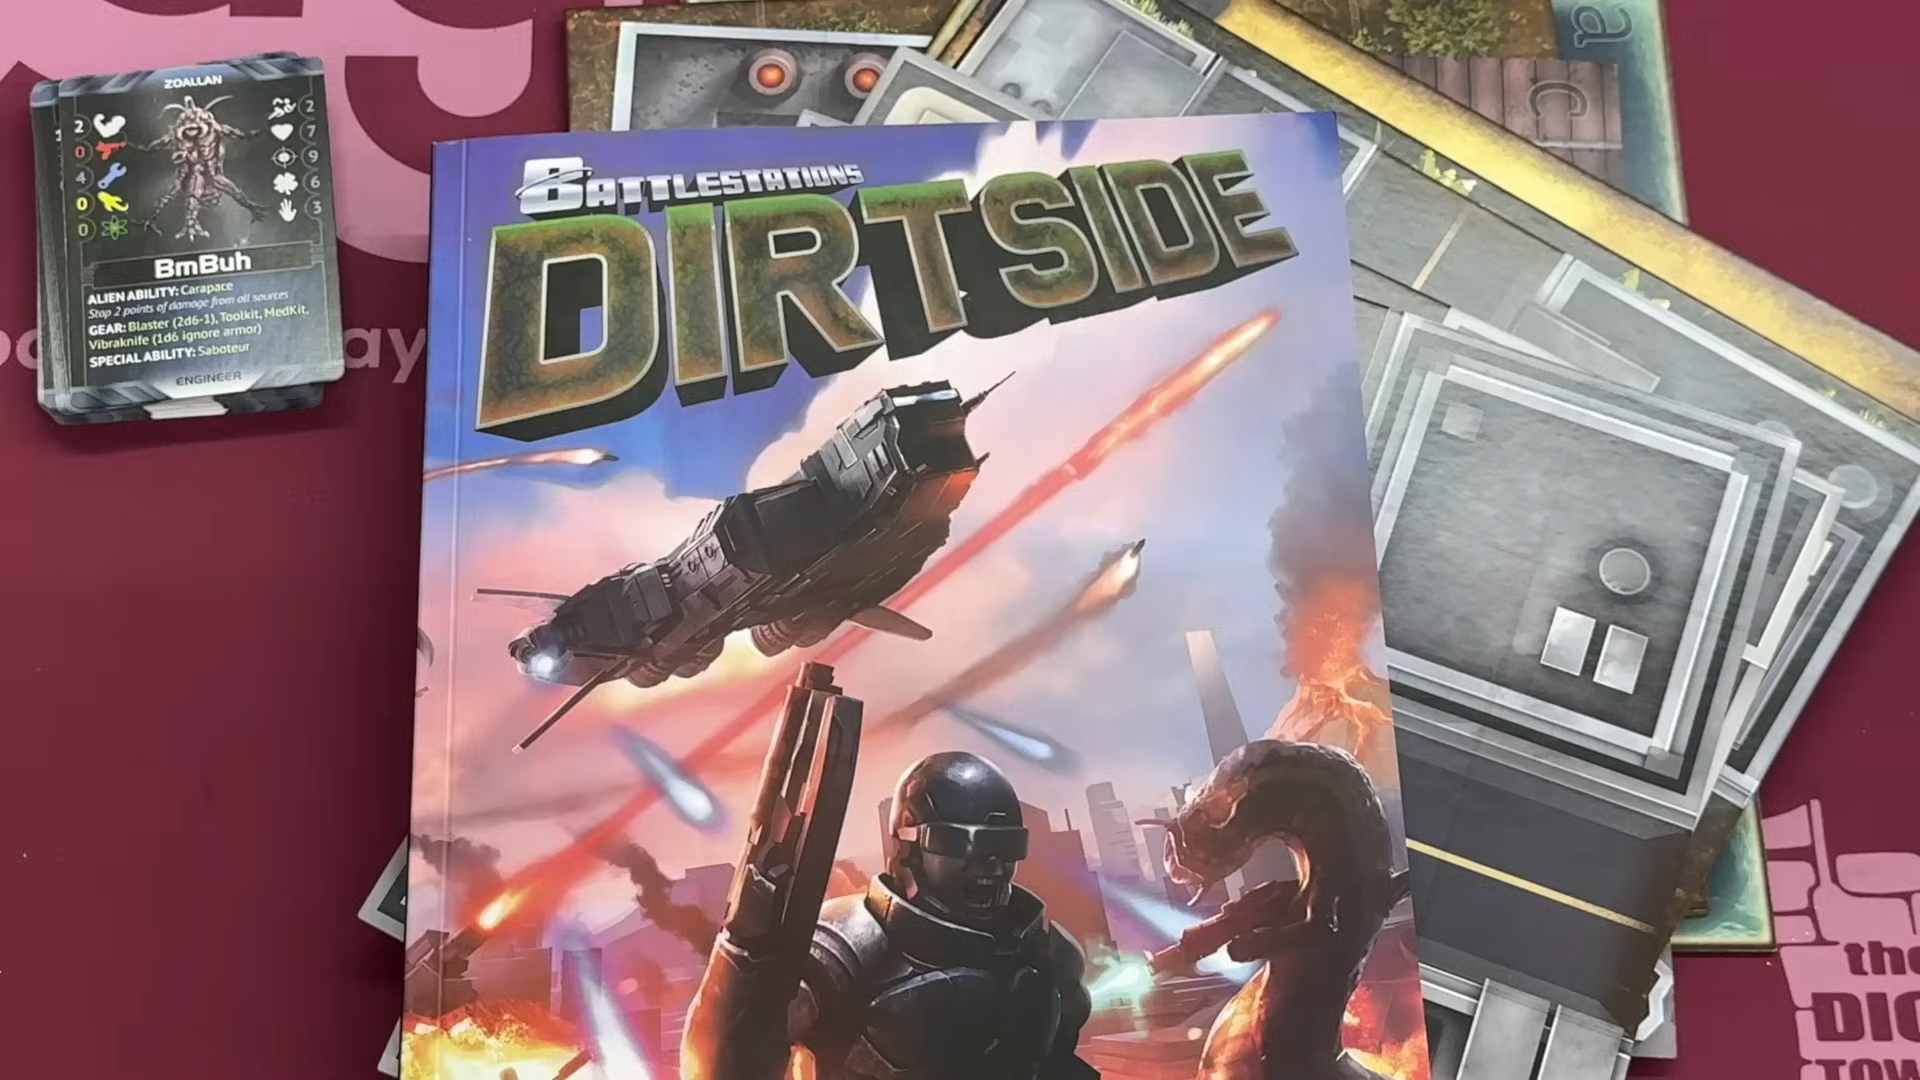 ZOALLAN
2
0
4
0
0
2
7
9
6
3
BmBuh
ALIEN ABILITY: Carapace
Stop 2 points of damage from all sources
GEAR: Blaster (2d6-1), Toolkit, MedKit,
Vibraknife (1d6 ignore armor)
SPECIAL ABILITY: Saboteur
ENGINEER
BATTLESTATIONS
DIRTSIDE
a
C
ay
the